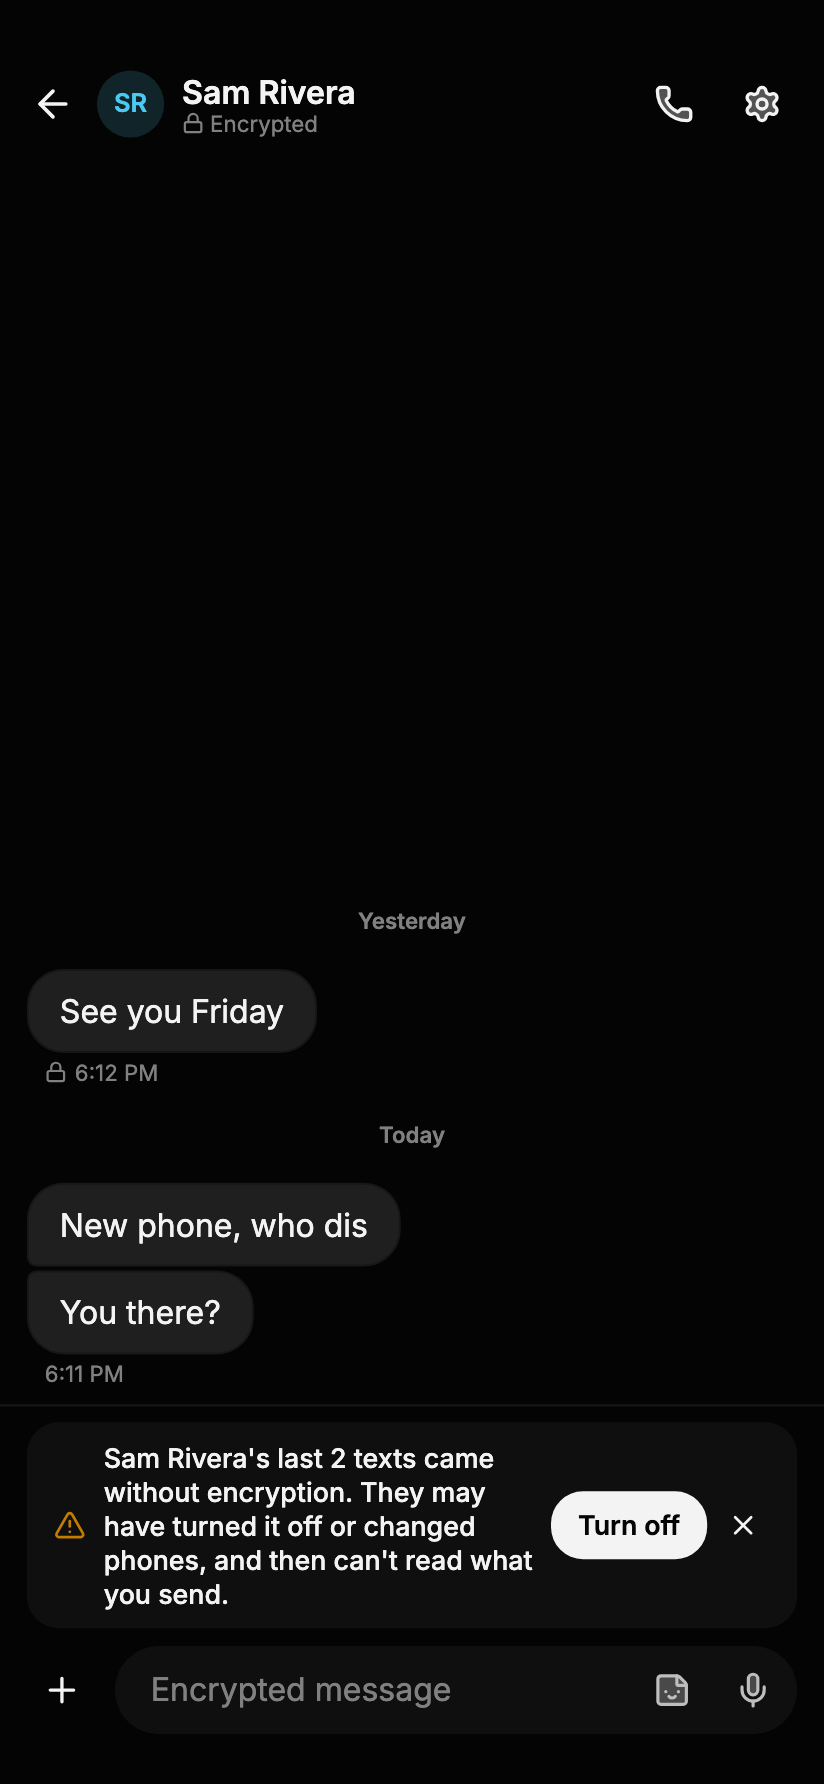 SR
Sam Rivera
Encrypted
Yesterday
See you Friday
6:12 PM
Today
New phone, who dis
You there?
6:11 PM
Sam Rivera's last 2 texts came
without encryption. They may
have turned it off or changed
phones, and then can't read what
you send.
Turn off
Encrypted message